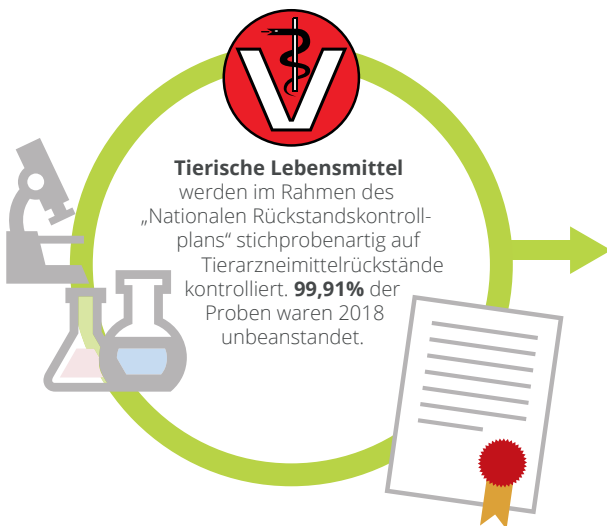 V
Tierische Lebensmittel
werden im Rahmen des
„Nationalen Rückstandskontroll-
plans“ stichprobenartig auf
Tierarzneimittelrückstände
kontrolliert. 99,91% der
Proben waren 2018
unbeanstandet.